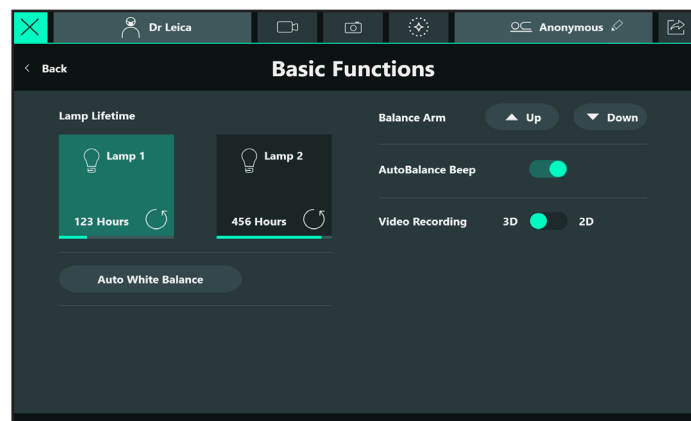 Dr Leica
Anonymous
Back
Basic Functions
Lamp Lifetime
Lamp 1
123 Hours
Lamp 2
456 Hours
Auto White Balance
Balance Arm
Up
Down
AutoBalance Beep
Video Recording
3D
2D